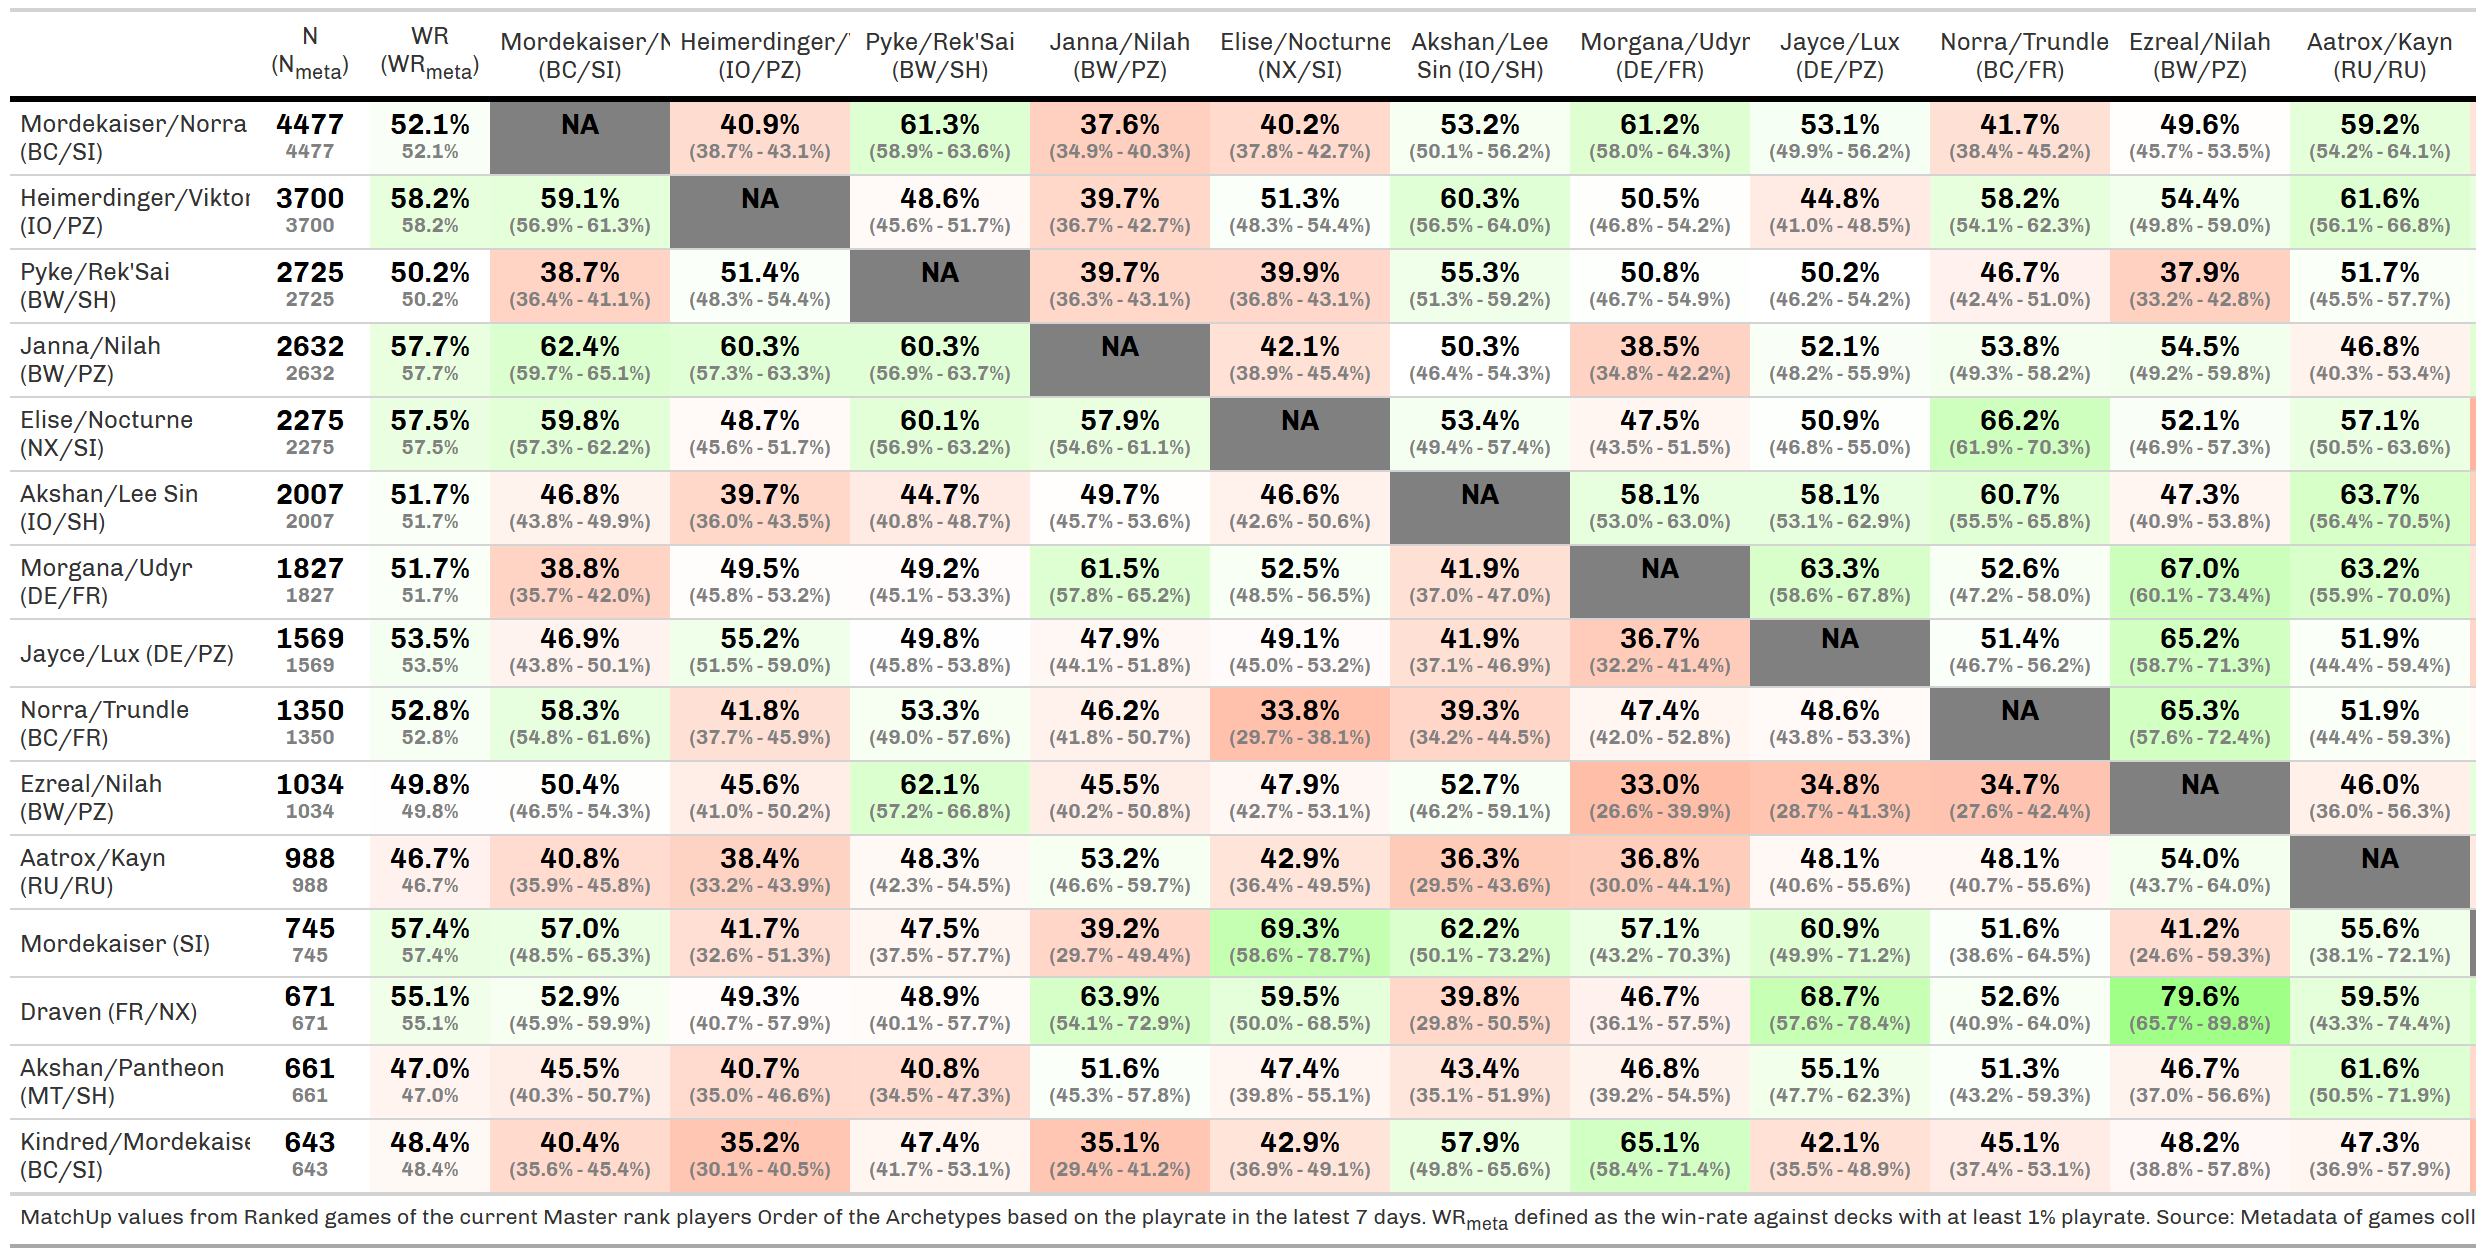 N WR Mordekaiser/N Heimerdinger/ Pyke/Rek'Sai Janna/Nilah Elise/Nocturne Akshan/Lee Morgana/Udyr Jayce/Lux Norra/Trundle Ezreal/Nilah Aatrox/Kayn
(Nmeta) (WRmeta) (BC/SI) (IO/PZ) (BW/SH) (BW/PZ) (NX/SI) Sin (IO/SH) (DE/FR) (DE/PZ) (BC/FR) (BW/PZ) (RU/RU)
Mordekaiser/Norra 4477 52.1% NA 40.9% 61.3% 37.6% 40.2% 53.2% 61.2% 53.1% 41.7% 49.6% 59.2%
(BC/SI) 4477 52.1% (38.7% - 43.1%) (58.9% - 63.6%) (34.9% - 40.3%) (37.8% - 42.7%) (50.1% - 56.2%) (58.0% - 64.3%) (49.9% - 56.2%) (38.4% - 45.2%) (45.7% - 53.5%) (54.2% - 64.1%)
Heimerdinger/Viktor 3700 58.2% 59.1% NA 48.6% 39.7% 51.3% 60.3% 50.5% 44.8% 58.2% 54.4% 61.6%
(IO/PZ) 3700 58.2% (56.9% - 61.3%) (45.6% - 51.7%) (36.7% - 42.7%) (48.3% - 54.4%) (56.5% - 64.0%) (46.8% - 54.2%) (41.0% - 48.5%) (54.1% - 62.3%) (49.8% - 59.0%) (56.1% - 66.8%)
Pyke/Rek'Sai 2725 50.2% 38.7% 51.4% NA 39.7% 39.9% 55.3% 50.8% 50.2% 46.7% 37.9% 51.7%
(BW/SH) 2725 50.2% (36.4% - 41.1%) (48.3% - 54.4%) (36.3% - 43.1%) (36.8% - 43.1%) (51.3% - 59.2%) (46.7% - 54.9%) (46.2% - 54.2%) (42.4% - 51.0%) (33.2% - 42.8%) (45.5% - 57.7%)
Janna/Nilah 2632 57.7% 62.4% 60.3% 60.3% NA 42.1% 50.3% 38.5% 52.1% 53.8% 54.5% 46.8%
(BW/PZ) 2632 57.7% (59.7% - 65.1%) (57.3% - 63.3%) (56.9% - 63.7%) (38.9% - 45.4%) (46.4% - 54.3%) (34.8% - 42.2%) (48.2% - 55.9%) (49.3% - 58.2%) (49.2% - 59.8%) (40.3% - 53.4%)
Elise/Nocturne 2275 57.5% 59.8% 48.7% 60.1% 57.9% NA 53.4% 47.5% 50.9% 66.2% 52.1% 57.1%
(NX/SI) 2275 57.5% (57.3% - 62.2%) (45.6% - 51.7%) (56.9% - 63.2%) (54.6% - 61.1%) (49.4% - 57.4%) (43.5% - 51.5%) (46.8% - 55.0%) (61.9% - 70.3%) (46.9% - 57.3%) (50.5% - 63.6%)
Akshan/Lee Sin 2007 51.7% 46.8% 39.7% 44.7% 49.7% 46.6% NA 58.1% 58.1% 60.7% 47.3% 63.7%
(IO/SH) 2007 51.7% (43.8% - 49.9%) (36.0% - 43.5%) (40.8% - 48.7%) (45.7% - 53.6%) (42.6% - 50.6%) (53.0% - 63.0%) (53.1% - 62.9%) (55.5% - 65.8%) (40.9% - 53.8%) (56.4% - 70.5%)
Morgana/Udyr 1827 51.7% 38.8% 49.5% 49.2% 61.5% 52.5% 41.9% NA 63.3% 52.6% 67.0% 63.2%
(DE/FR) 1827 51.7% (35.7% - 42.0%) (45.8% - 53.2%) (45.1% - 53.3%) (57.8% - 65.2%) (48.5% - 56.5%) (37.0% - 47.0%) (58.6% - 67.8%) (47.2% - 58.0%) (60.1% - 73.4%) (55.9% - 70.0%)
Jayce/Lux (DE/PZ) 1569 53.5% 46.9% 55.2% 49.8% 47.9% 49.1% 41.9% 36.7% NA 51.4% 65.2% 51.9%
1569 53.5% (43.8% - 50.1%) (51.5% - 59.0%) (45.8% - 53.8%) (44.1% - 51.8%) (45.0% - 53.2%) (37.1% - 46.9%) (32.2% - 41.4%) (46.7% - 56.2%) (58.7% - 71.3%) (44.4% - 59.4%)
Norra/Trundle 1350 52.8% 58.3% 41.8% 53.3% 46.2% 33.8% 39.3% 47.4% 48.6% NA 65.3% 51.9%
(BC/FR) 1350 52.8% (54.8% - 61.6%) (37.7% - 45.9%) (49.0% - 57.6%) (41.8% - 50.7%) (29.7% - 38.1%) (34.2% - 44.5%) (42.0% - 52.8%) (43.8% - 53.3%) (57.6% - 72.4%) (44.4% - 59.3%)
Ezreal/Nilah 1034 49.8% 50.4% 45.6% 62.1% 45.5% 47.9% 52.7% 33.0% 34.8% 34.7% NA 46.0%
(BW/PZ) 1034 49.8% (46.5% - 54.3%) (41.0% - 50.2%) (57.2% - 66.8%) (40.2% - 50.8%) (42.7% - 53.1%) (46.2% - 59.1%) (26.6% - 39.9%) (28.7% - 41.3%) (27.6% - 42.4%) (36.0% - 56.3%)
Aatrox/Kayn 988 46.7% 40.8% 38.4% 48.3% 53.2% 42.9% 36.3% 36.8% 48.1% 48.1% 54.0% NA
(RU/RU) 988 46.7% (35.9% - 45.8%) (33.2% - 43.9%) (42.3% - 54.5%) (46.6% - 59.7%) (36.4% - 49.5%) (29.5% - 43.6%) (30.0% - 44.1%) (40.6% - 55.6%) (40.7% - 55.6%) (43.7% - 64.0%)
Mordekaiser (SI) 745 57.4% 57.0% 41.7% 47.5% 39.2% 69.3% 62.2% 57.1% 60.9% 51.6% 41.2% 55.6%
745 57.4% (48.5% - 65.3%) (32.6% - 51.3%) (37.5% - 57.7%) (29.7% - 49.4%) (58.6% - 78.7%) (50.1% - 73.2%) (43.2% - 70.3%) (49.9% - 71.2%) (38.6% - 64.5%) (24.6% - 59.3%) (38.1% - 72.1%)
Draven (FR/NX) 671 55.1% 52.9% 49.3% 48.9% 63.9% 59.5% 39.8% 46.7% 68.7% 52.6% 79.6% 59.5%
671 55.1% (45.9% - 59.9%) (40.7% - 57.9%) (40.1% - 57.7%) (54.1% - 72.9%) (50.0% - 68.5%) (29.8% - 50.5%) (36.1% - 57.5%) (57.6% - 78.4%) (40.9% - 64.0%) (65.7% - 89.8%) (43.3% - 74.4%)
Akshan/Pantheon 661 47.0% 45.5% 40.7% 40.8% 51.6% 47.4% 43.4% 46.8% 55.1% 51.3% 46.7% 61.6%
(MT/SH) 661 47.0% (40.3% - 50.7%) (35.0% - 46.6%) (34.5% - 47.3%) (45.3% - 57.8%) (39.8% - 55.1%) (35.1% - 51.9%) (39.2% - 54.5%) (47.7% - 62.3%) (43.2% - 59.3%) (37.0% - 56.6%) (50.5% - 71.9%)
Kindred/Mordekaise 643 48.4% 40.4% 35.2% 47.4% 35.1% 42.9% 57.9% 65.1% 42.1% 45.1% 48.2% 47.3%
(BC/SI) 643 48.4% (35.6% - 45.4%) (30.1% - 40.5%) (41.7% - 53.1%) (29.4% - 41.2%) (36.9% - 49.1%) (49.8% - 65.6%) (58.4% - 71.4%) (35.5% - 48.9%) (37.4% - 53.1%) (38.8% - 57.8%) (36.9% - 57.9%)
MatchUp values from Ranked games of the current Master rank players Order of the Archetypes based on the playrate in the latest 7 days. WRmeta defined as the win-rate against decks with at least 1% playrate. Source: Metadata of games coll